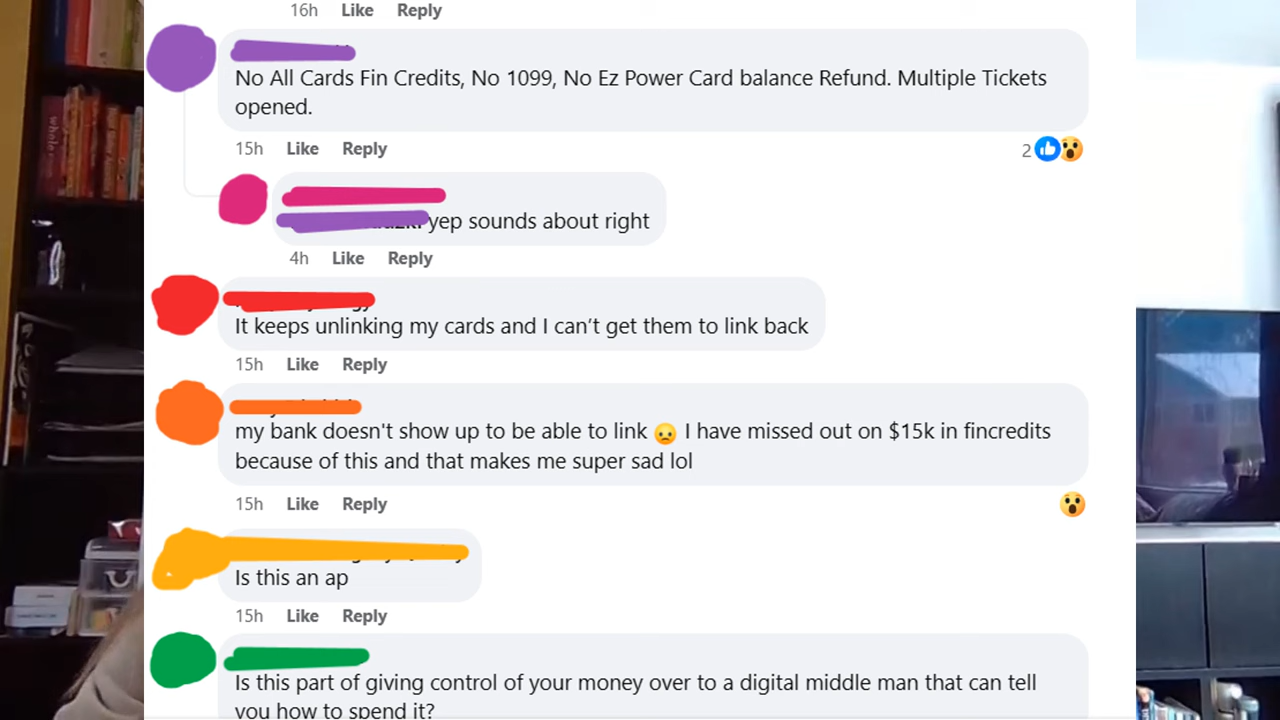 16h Like Reply
No All Cards Fin Credits, No 1099, No Ez Power Card balance Refund. Multiple Tickets
opened.
15h Like Reply
2
yep sounds about right
4h Like Reply
It keeps unlinking my cards and I can’t get them to link back
15h Like Reply
my bank doesn't show up to be able to link 😞 I have missed out on $15k in fincredits
because of this and that makes me super sad lol
15h Like Reply
Is this an ap
15h Like Reply
Is this part of giving control of your money over to a digital middle man that can tell
you how to spend it?